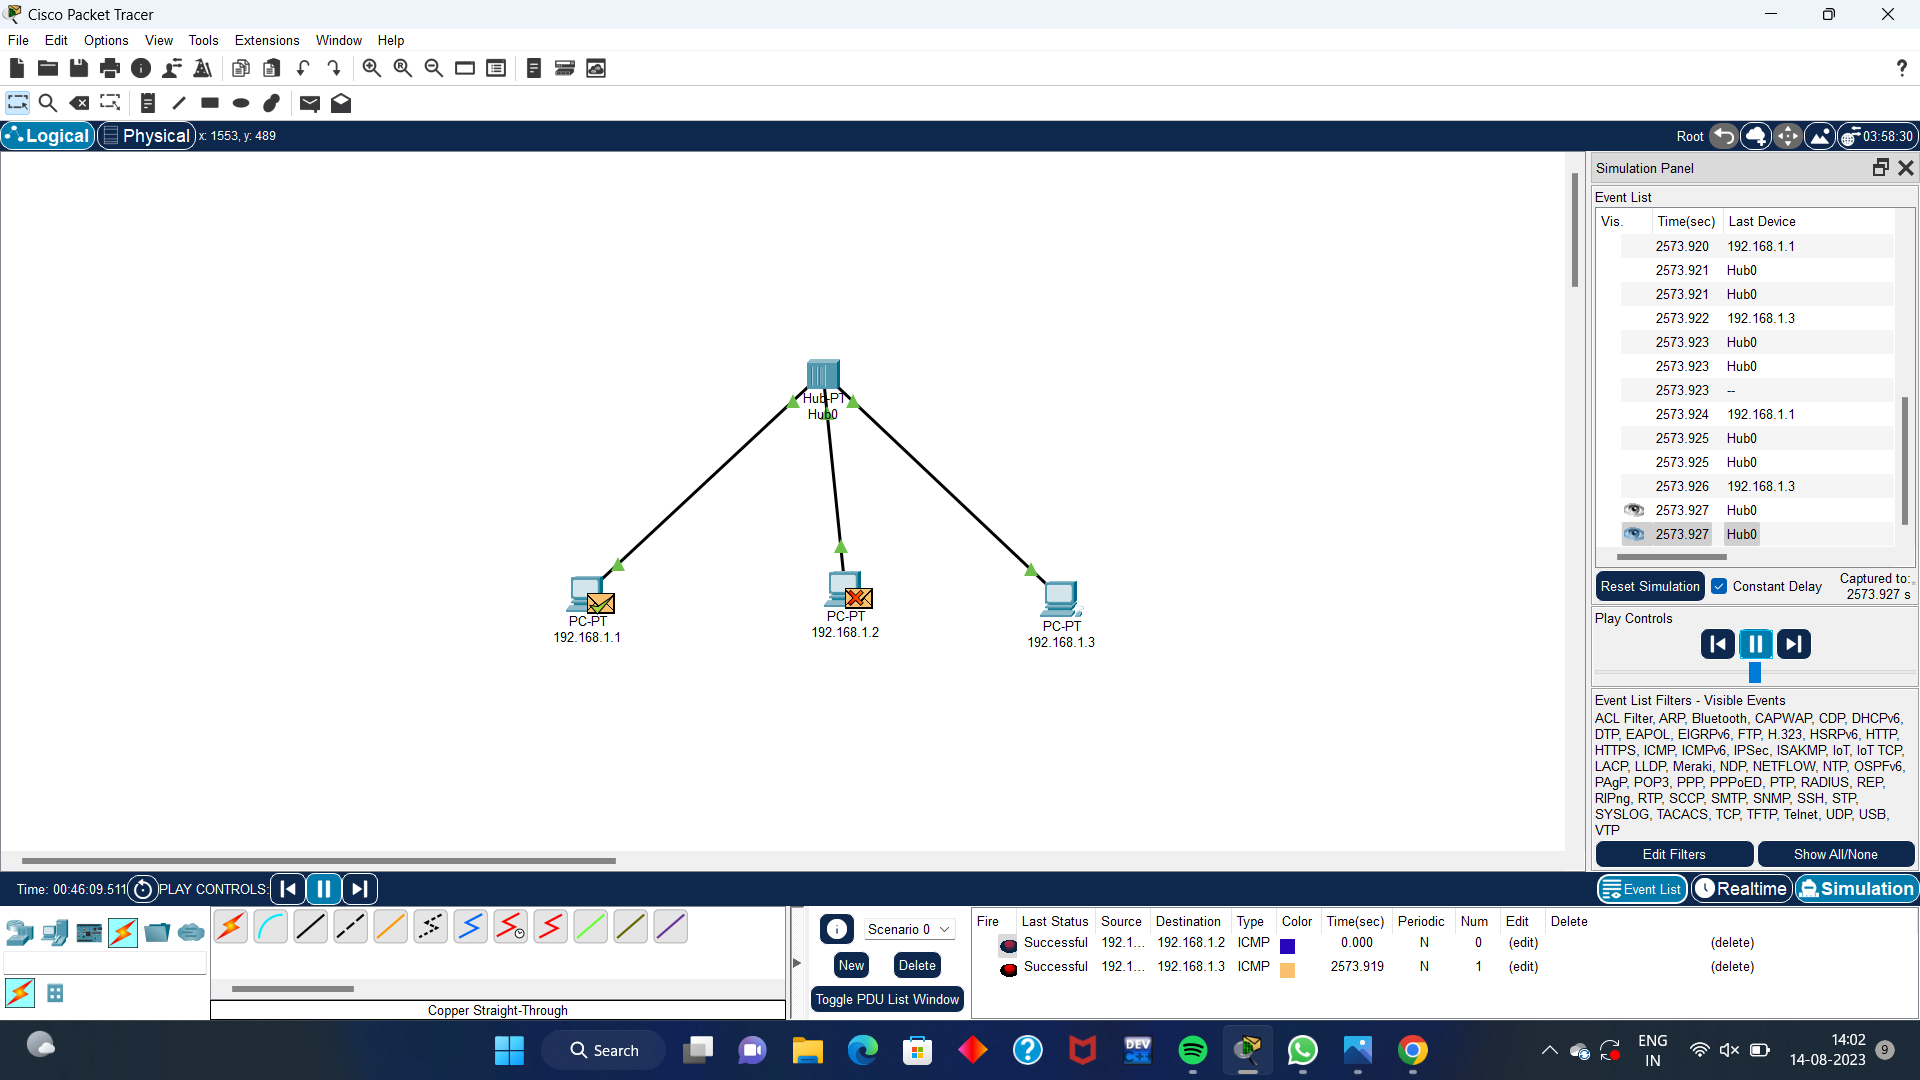 Cisco Packet Tracer
File Edit Options View Tools Extensions Window Help
?
Logical Physical x: 1553, y: 489 Root 03:58:30
Simulation Panel
Event List
Vis. Time(sec) Last Device
2573.920 192.168.1.1
2573.921 Hub0
2573.921 Hub0
2573.922 192.168.1.3
2573.923 Hub0
2573.923 Hub0
2573.923 --
2573.924 192.168.1.1
2573.925 Hub0
2573.925 Hub0
2573.926 192.168.1.3
2573.927 Hub0
2573.927 Hub0
Reset Simulation Constant Delay Captured to:
2573.927 s
Play Controls
Event List Filters - Visible Events
ACL Filter, ARP, Bluetooth, CAPWAP, CDP, DHCPv6,
DTP, EAPOL, EIGRPv6, FTP, H.323, HSRPv6, HTTP,
HTTPS, ICMP, ICMPv6, IPSec, ISAKMP, IoT, IoT TCP,
LACP, LLDP, Meraki, NDP, NETFLOW, NTP, OSPFv6,
PAgP, POP3, PPP, PPPoED, PTP, RADIUS, REP,
RIPng, RTP, SCCP, SMTP, SNMP, SSH, STP,
SYSLOG, TACACS, TCP, TFTP, Telnet, UDP, USB,
VTP
Edit Filters Show All/None
Hub-PT
Hub0
PC-PT
192.168.1.1
PC-PT
192.168.1.2
PC-PT
192.168.1.3
Time: 00:46:09.511 PLAY CONTROLS: Event List Realtime Simulation
Copper Straight-Through
Scenario 0
New Delete
Toggle PDU List Window
Fire Last Status Source Destination Type Color Time(sec) Periodic Num Edit Delete
Successful 192.1... 192.168.1.2 ICMP 0.000 N 0 (edit) (delete)
Successful 192.1... 192.168.1.3 ICMP 2573.919 N 1 (edit) (delete)
Search
DEV
C++
ENG
IN
14:02
14-08-2023
9